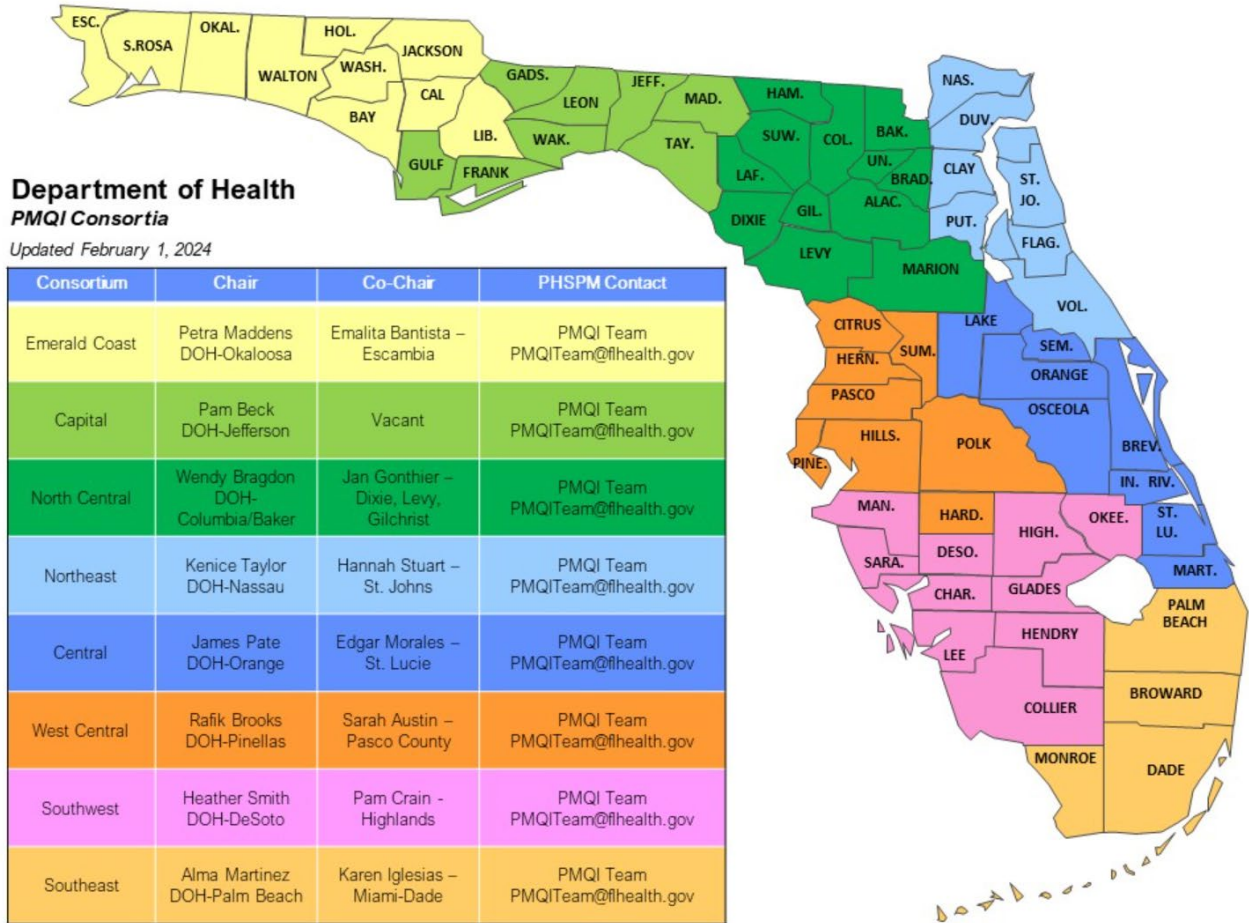 ESC.
S.ROSA
OKAL.
HOL.
JACKSON
WALTON
WASH.
BAY
CAL
LIB.
GULF
FRANK
GADS.
LEON
WAK.
JEFF.
MAD.
TAY.
HAM.
SUW.
COL.
BAK.
UN.
BRAD.
LAF.
DIXIE
GIL.
ALAC.
LEVY
MARION
NAS.
DUV.
CLAY
ST.
JO.
PUT.
FLAG.
VOL.
Department of Health
PMQI Consortia
Updated February 1, 2024
Consortium Chair Co-Chair PHSPM Contact
Emerald Coast Petra Maddens Emalita Bantista – PMQI Team
DOH-Okaloosa Escambia PMQITeam@flhealth.gov
Capital Pam Beck Vacant PMQI Team
DOH-Jefferson PMQITeam@flhealth.gov
North Central Wendy Bragdon Jan Gonthier – PMQI Team
DOH- Dixie, Levy, PMQITeam@flhealth.gov
Columbia/Baker Gilchrist
Northeast Kenice Taylor Hannah Stuart – PMQI Team
DOH-Nassau St. Johns PMQITeam@flhealth.gov
Central James Pate Edgar Morales – PMQI Team
DOH-Orange St. Lucie PMQITeam@flhealth.gov
West Central Rafik Brooks Sarah Austin – PMQI Team
DOH-Pinellas Pasco County PMQITeam@flhealth.gov
Southwest Heather Smith Pam Crain - PMQI Team
DOH-DeSoto Highlands PMQITeam@flhealth.gov
Southeast Alma Martinez Karen Iglesias – PMQI Team
DOH-Palm Beach Miami-Dade PMQITeam@flhealth.gov
CITRUS
HERN.
SUM.
PASCO
HILLS.
PINE.
POLK
HARD.
LAKE
SEM.
ORANGE
OSCEOLA
BREV.
IN. RIV.
ST.
LU.
MART.
MAN.
SARA.
DESO.
HIGH.
OKEE.
CHAR.
GLADES
LEE
HENDRY
COLLIER
PALM
BEACH
BROWARD
MONROE
DADE